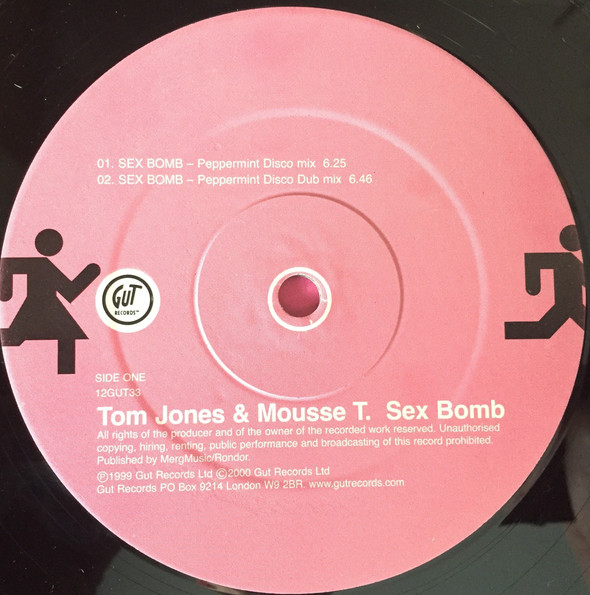 01. SEX BOMB – Peppermint Disco mix 6.25
02. SEX BOMB – Peppermint Disco Dub mix 6.46
GUT
RECORDS™
SIDE ONE
12GUT33
Tom Jones & Mousse T. Sex Bomb
All rights of the producer and of the owner of the recorded work reserved. Unauthorised
copying, hiring, renting, public performance and broadcasting of this record prohibited.
Published by MergMusic/Rondor.
℗1999 Gut Records Ltd ©2000 Gut Records Ltd
Gut Records PO Box 9214 London W9 2BR. www.gutrecords.com